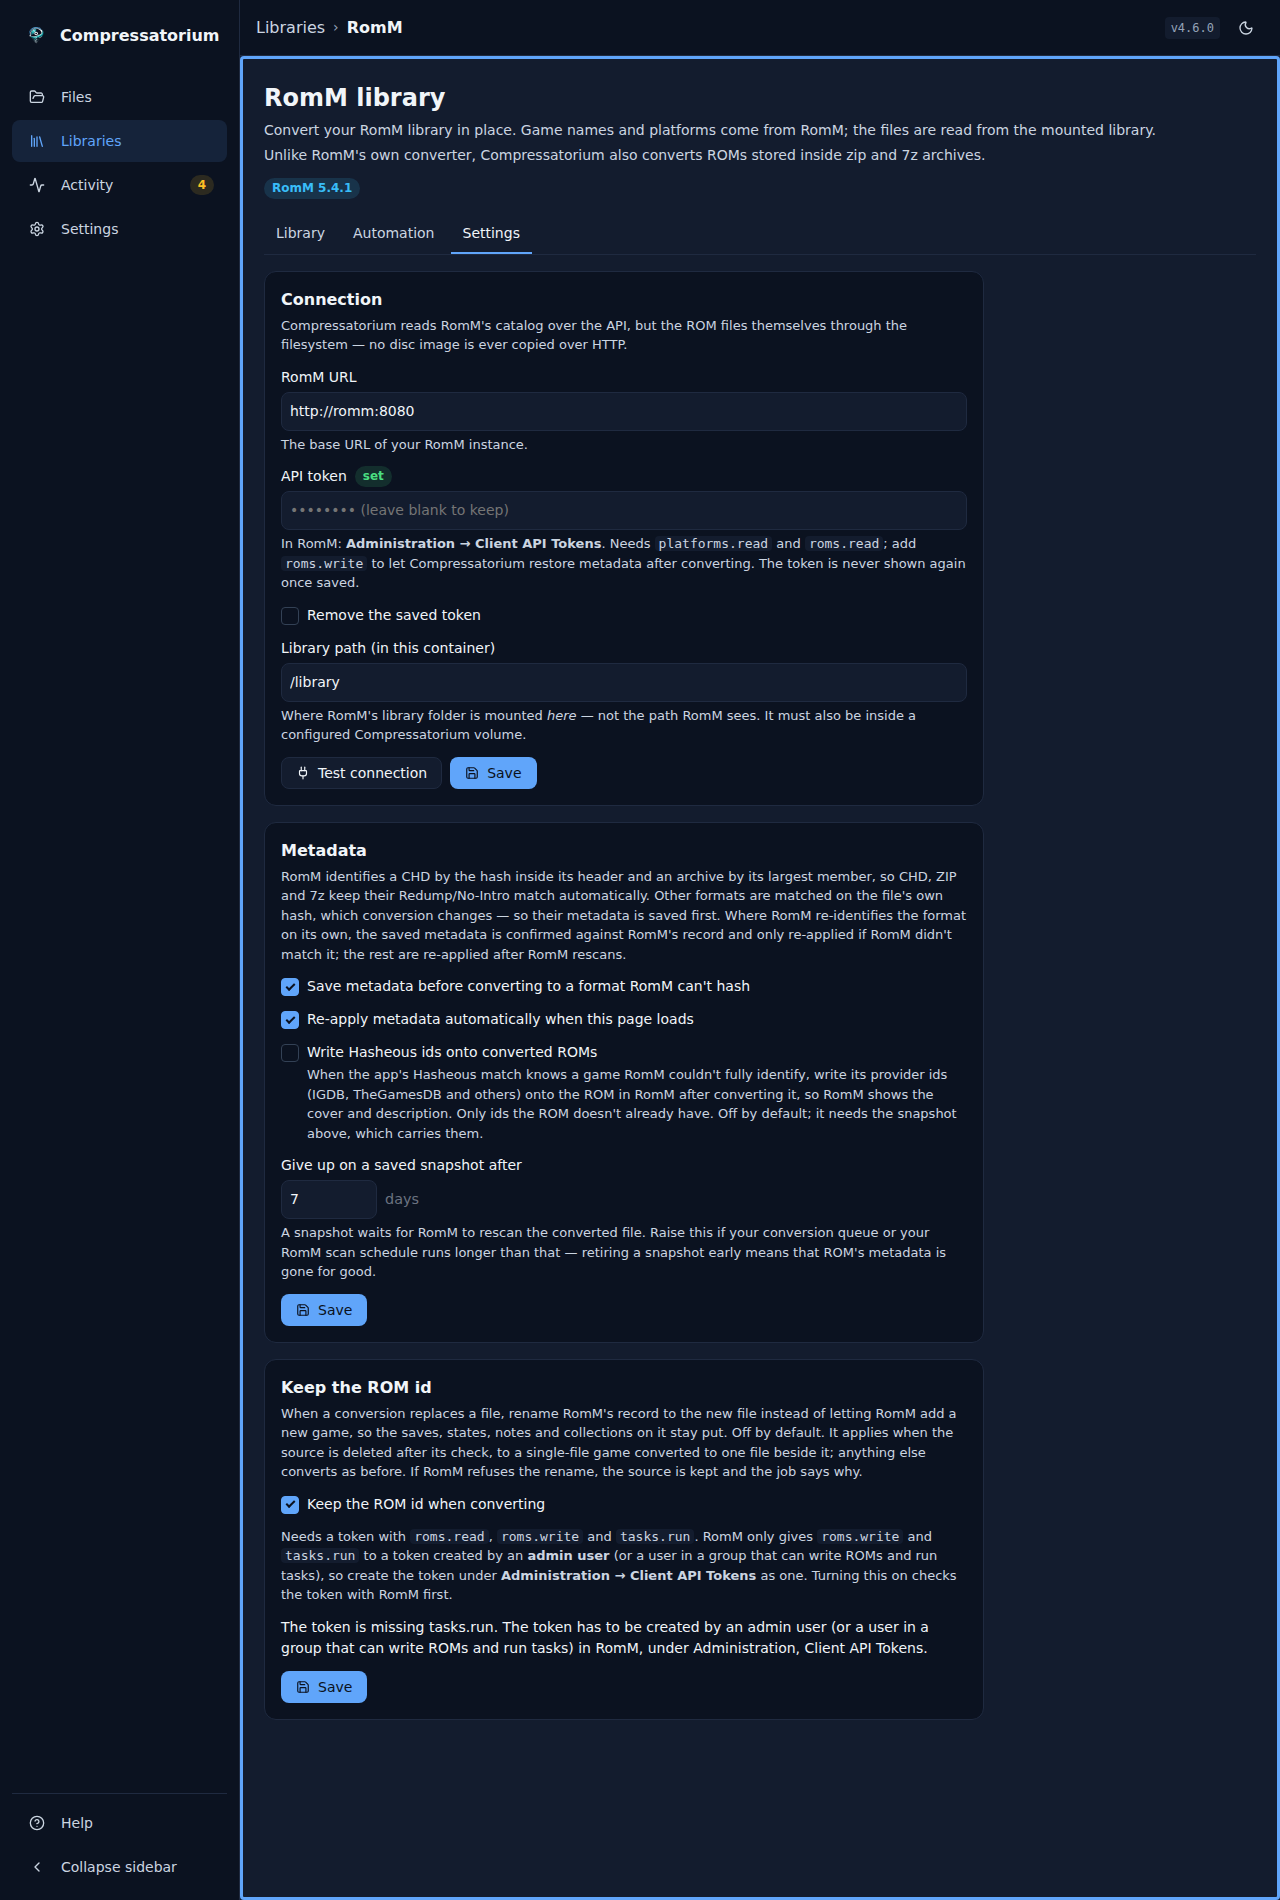 Compressatorium
Libraries › RomM
v4.6.0
Files
Libraries
Activity
4
Settings
RomM library
Convert your RomM library in place. Game names and platforms come from RomM; the files are read from the mounted library.
Unlike RomM's own converter, Compressatorium also converts ROMs stored inside zip and 7z archives.
RomM 5.4.1
Library
Automation
Settings
Connection
Compressatorium reads RomM's catalog over the API, but the ROM files themselves through the
filesystem — no disc image is ever copied over HTTP.
RomM URL
http://romm:8080
The base URL of your RomM instance.
API token set
•••••••• (leave blank to keep)
In RomM: Administration → Client API Tokens. Needs platforms.read and roms.read; add
roms.write to let Compressatorium restore metadata after converting. The token is never shown again
once saved.
Remove the saved token
Library path (in this container)
/library
Where RomM's library folder is mounted here — not the path RomM sees. It must also be inside a
configured Compressatorium volume.
Test connection
Save
Metadata
RomM identifies a CHD by the hash inside its header and an archive by its largest member, so CHD, ZIP
and 7z keep their Redump/No-Intro match automatically. Other formats are matched on the file's own
hash, which conversion changes — so their metadata is saved first. Where RomM re-identifies the format
on its own, the saved metadata is confirmed against RomM's record and only re-applied if RomM didn't
match it; the rest are re-applied after RomM rescans.
Save metadata before converting to a format RomM can't hash
Re-apply metadata automatically when this page loads
Write Hasheous ids onto converted ROMs
When the app's Hasheous match knows a game RomM couldn't fully identify, write its provider ids
(IGDB, TheGamesDB and others) onto the ROM in RomM after converting it, so RomM shows the
cover and description. Only ids the ROM doesn't already have. Off by default; it needs the snapshot
above, which carries them.
Give up on a saved snapshot after
7
days
A snapshot waits for RomM to rescan the converted file. Raise this if your conversion queue or your
RomM scan schedule runs longer than that — retiring a snapshot early means that ROM's metadata is
gone for good.
Save
Keep the ROM id
When a conversion replaces a file, rename RomM's record to the new file instead of letting RomM add a
new game, so the saves, states, notes and collections on it stay put. Off by default. It applies when the
source is deleted after its check, to a single-file game converted to one file beside it; anything else
converts as before. If RomM refuses the rename, the source is kept and the job says why.
Keep the ROM id when converting
Needs a token with roms.read, roms.write and tasks.run. RomM only gives roms.write and
tasks.run to a token created by an admin user (or a user in a group that can write ROMs and run
tasks), so create the token under Administration → Client API Tokens as one. Turning this on checks
the token with RomM first.
The token is missing tasks.run. The token has to be created by an admin user (or a user in a
group that can write ROMs and run tasks) in RomM, under Administration, Client API Tokens.
Save
Help
Collapse sidebar